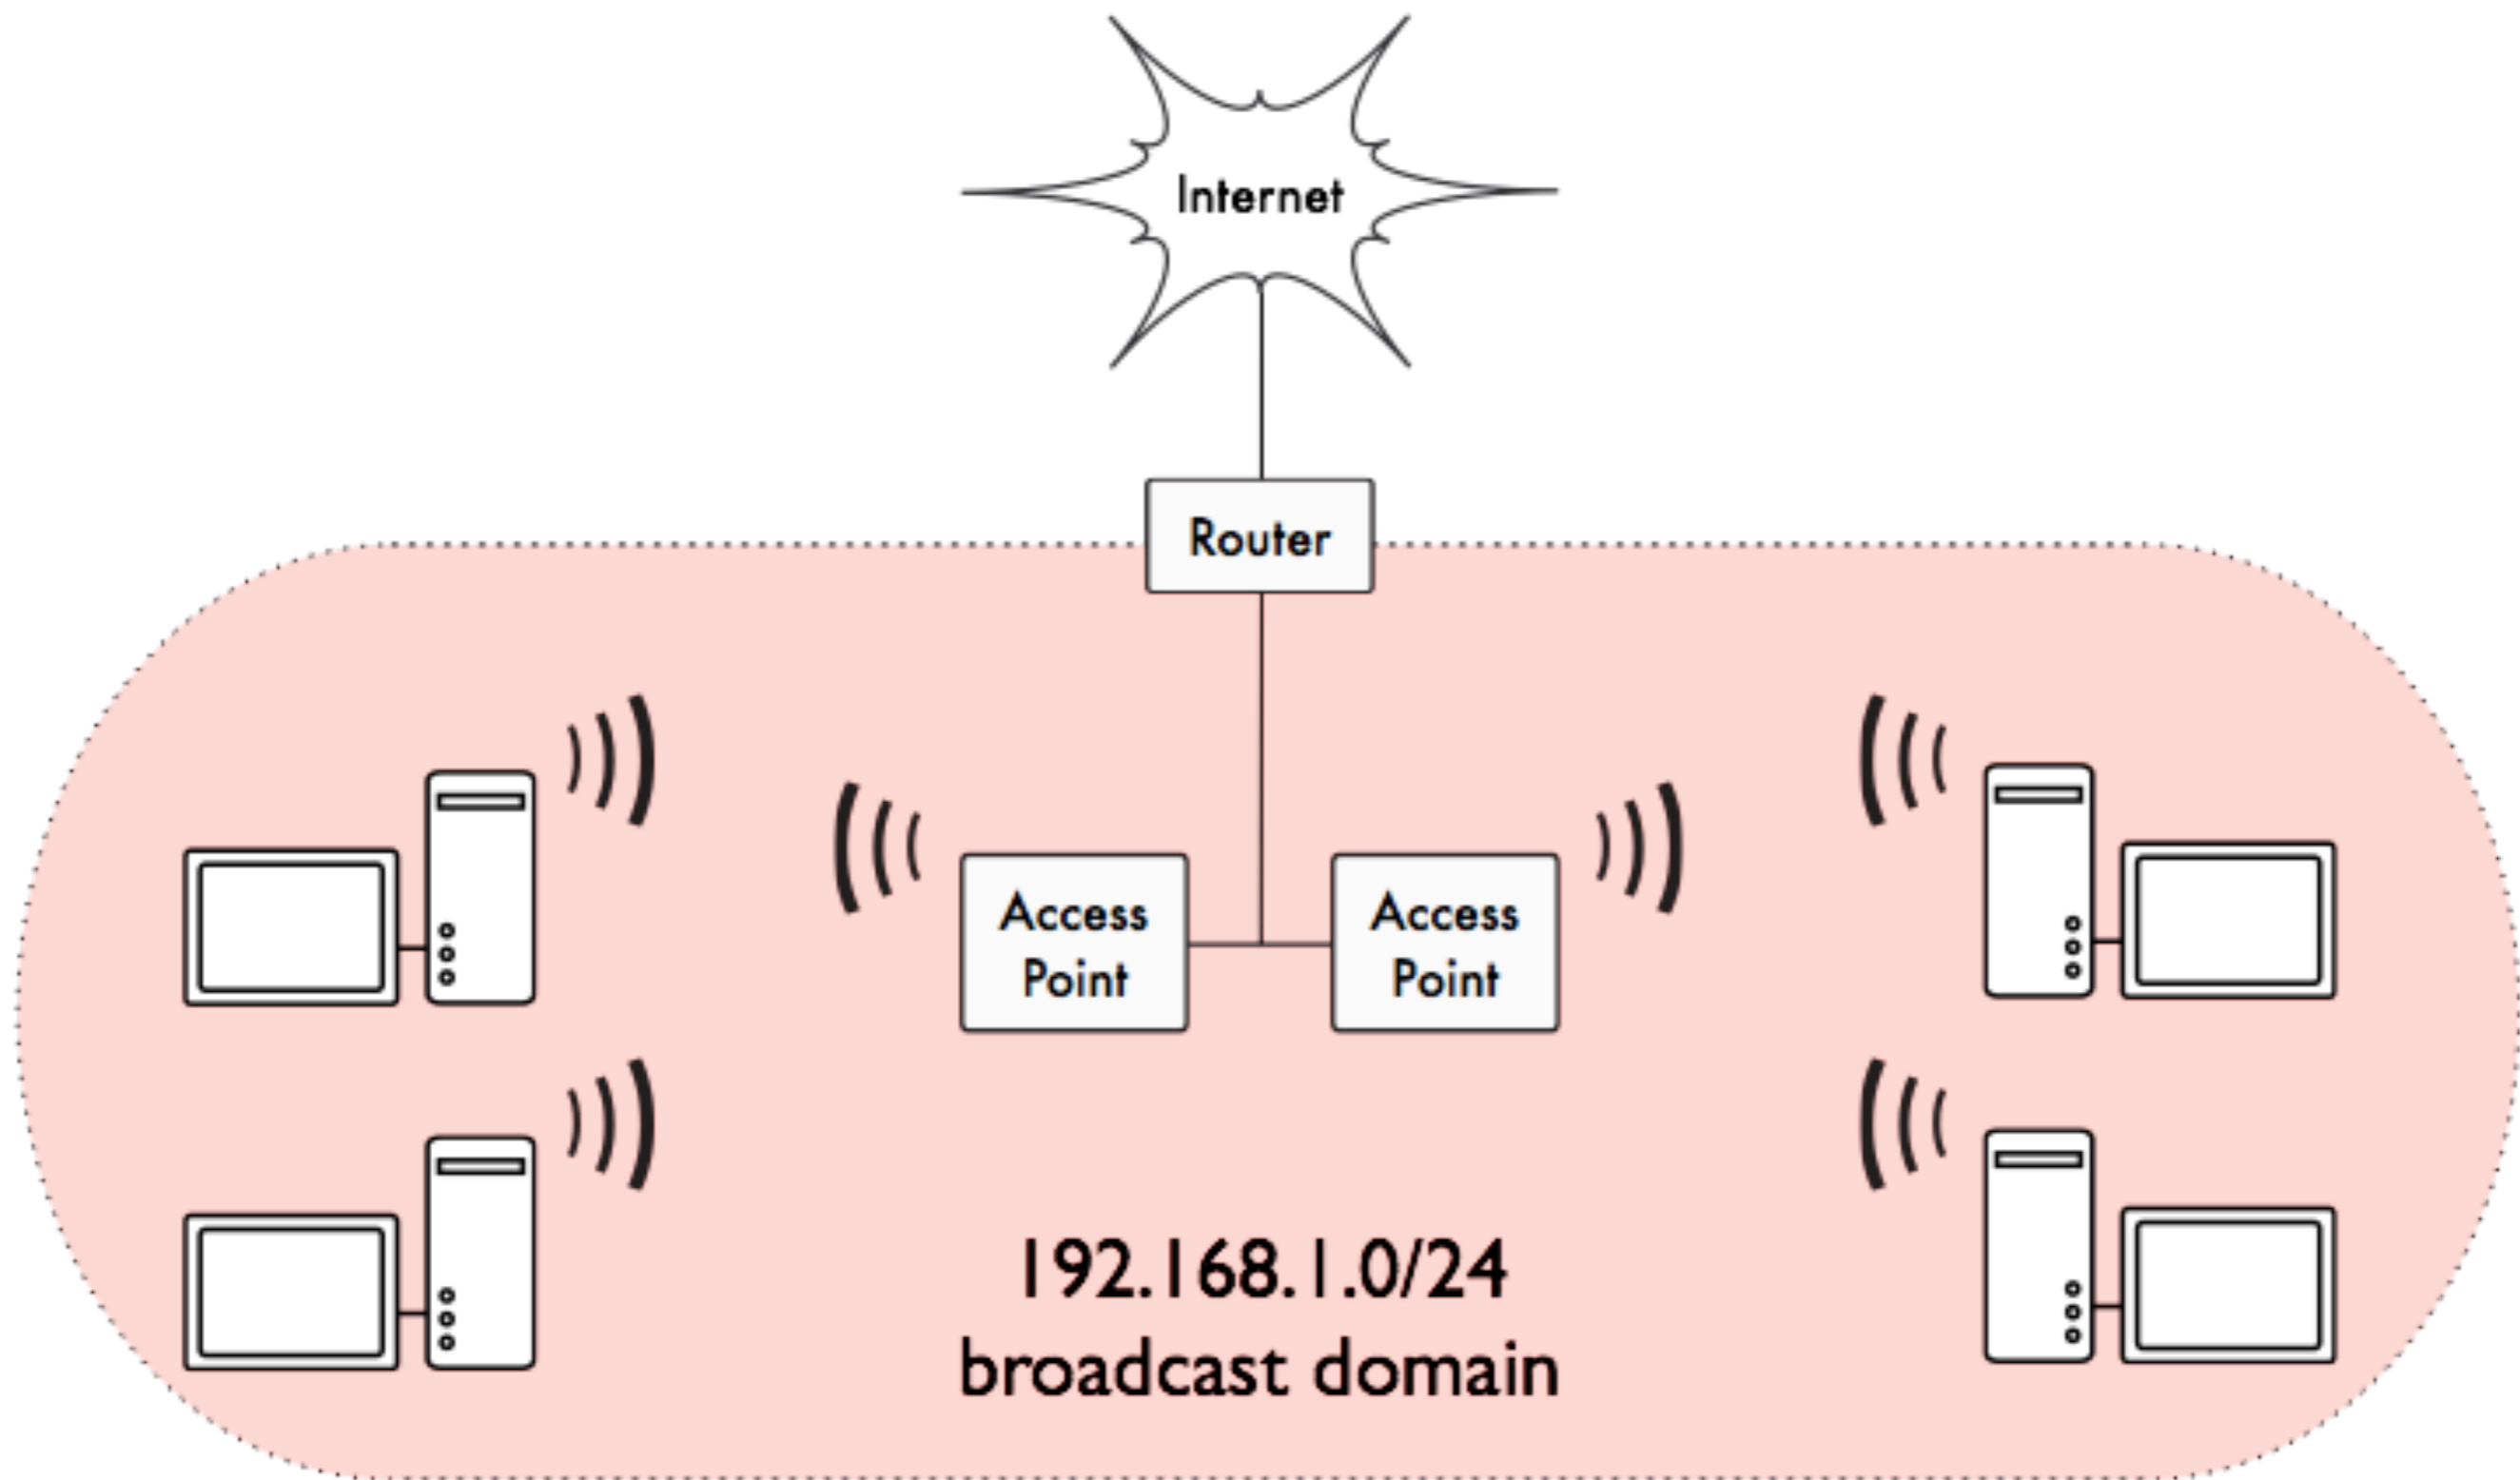 Internet
Router
Access
Point
Access
Point
192.168.1.0/24
broadcast domain